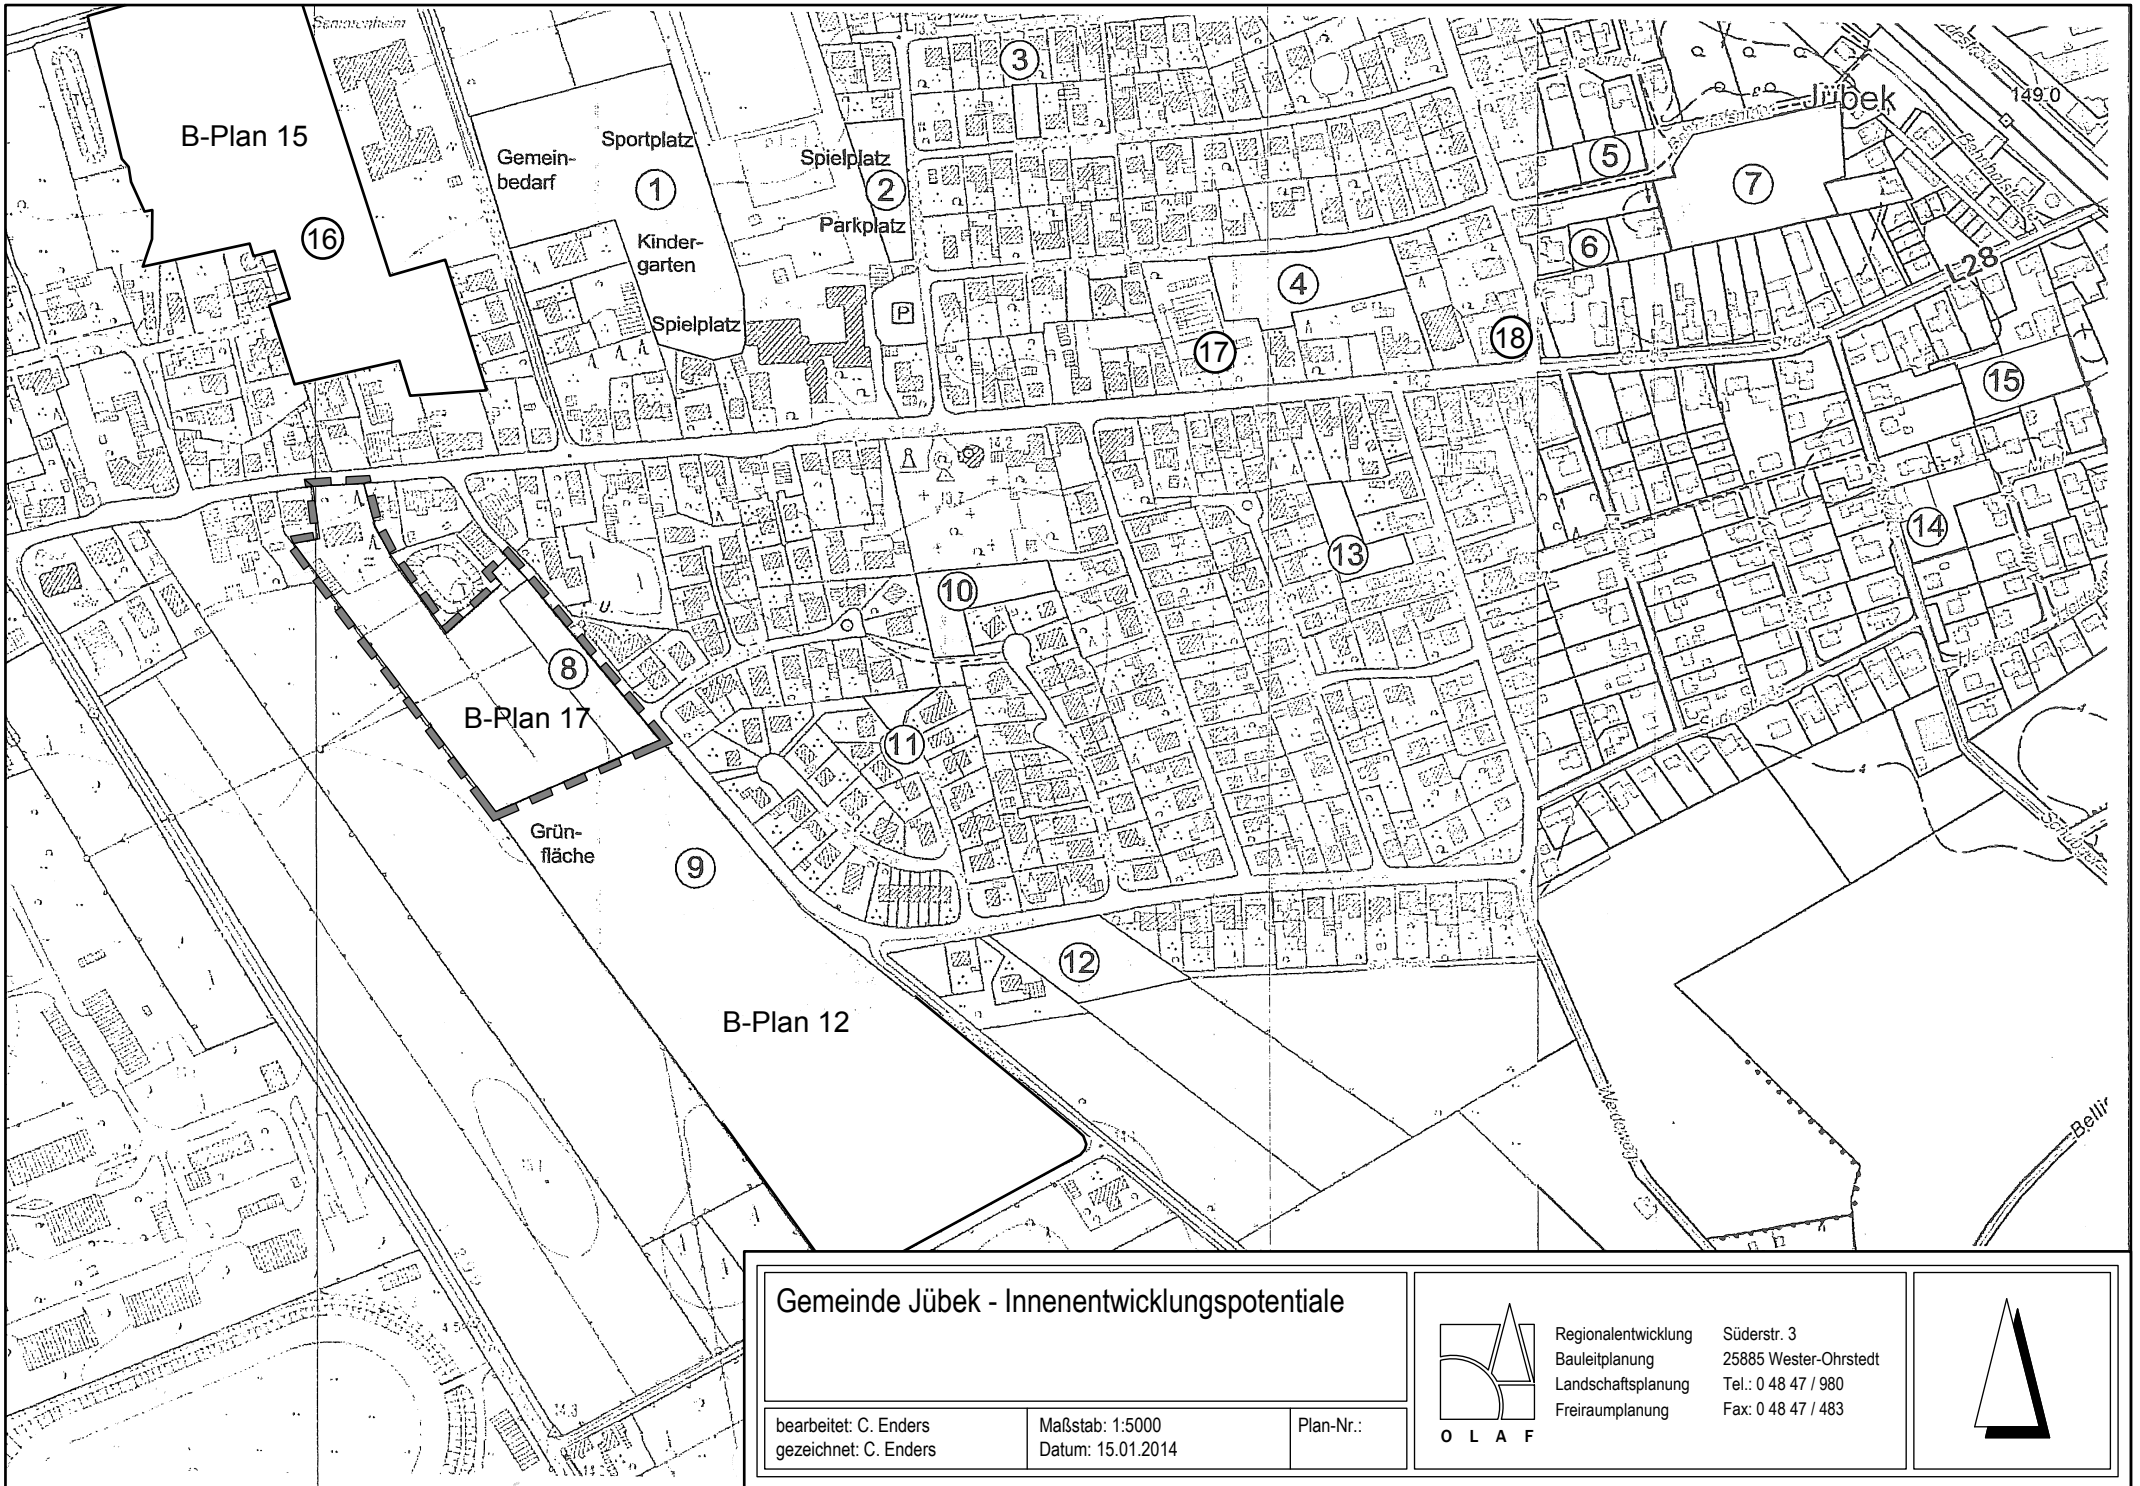 B-Plan 15
16
Gemein-
bedarf
Sportplatz
1
Kinder-
garten
Spielplatz
Spielplatz
2
Parkplatz
P
3
4
17
18
5
6
7
Jübek
149.0
L28
15
14
13
10
11
8
B-Plan 17
Grün-
fläche
9
12
B-Plan 12
Gemeinde Jübek - Innenentwicklungspotentiale
bearbeitet: C. Enders
gezeichnet: C. Enders
Maßstab: 1:5000
Datum: 15.01.2014
Plan-Nr.:
O L A F
Regionalentwicklung
Bauleitplanung
Landschaftsplanung
Freiraumplanung
Süderstr. 3
25885 Wester-Ohrstedt
Tel.: 0 48 47 / 980
Fax: 0 48 47 / 483